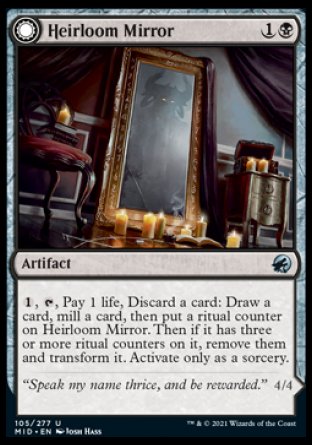 Heirloom Mirror 1
Artifact
1, Pay 1 life, Discard a card: Draw a
card, mill a card, then put a ritual counter
on Heirloom Mirror. Then if it has three
or more ritual counters on it, remove them
and transform it. Activate only as a sorcery.
“Speak my name thrice, and be rewarded.” 4/4
105/277 U
MID • EN Josh Hass ™ & © 2021 Wizards of the Coast